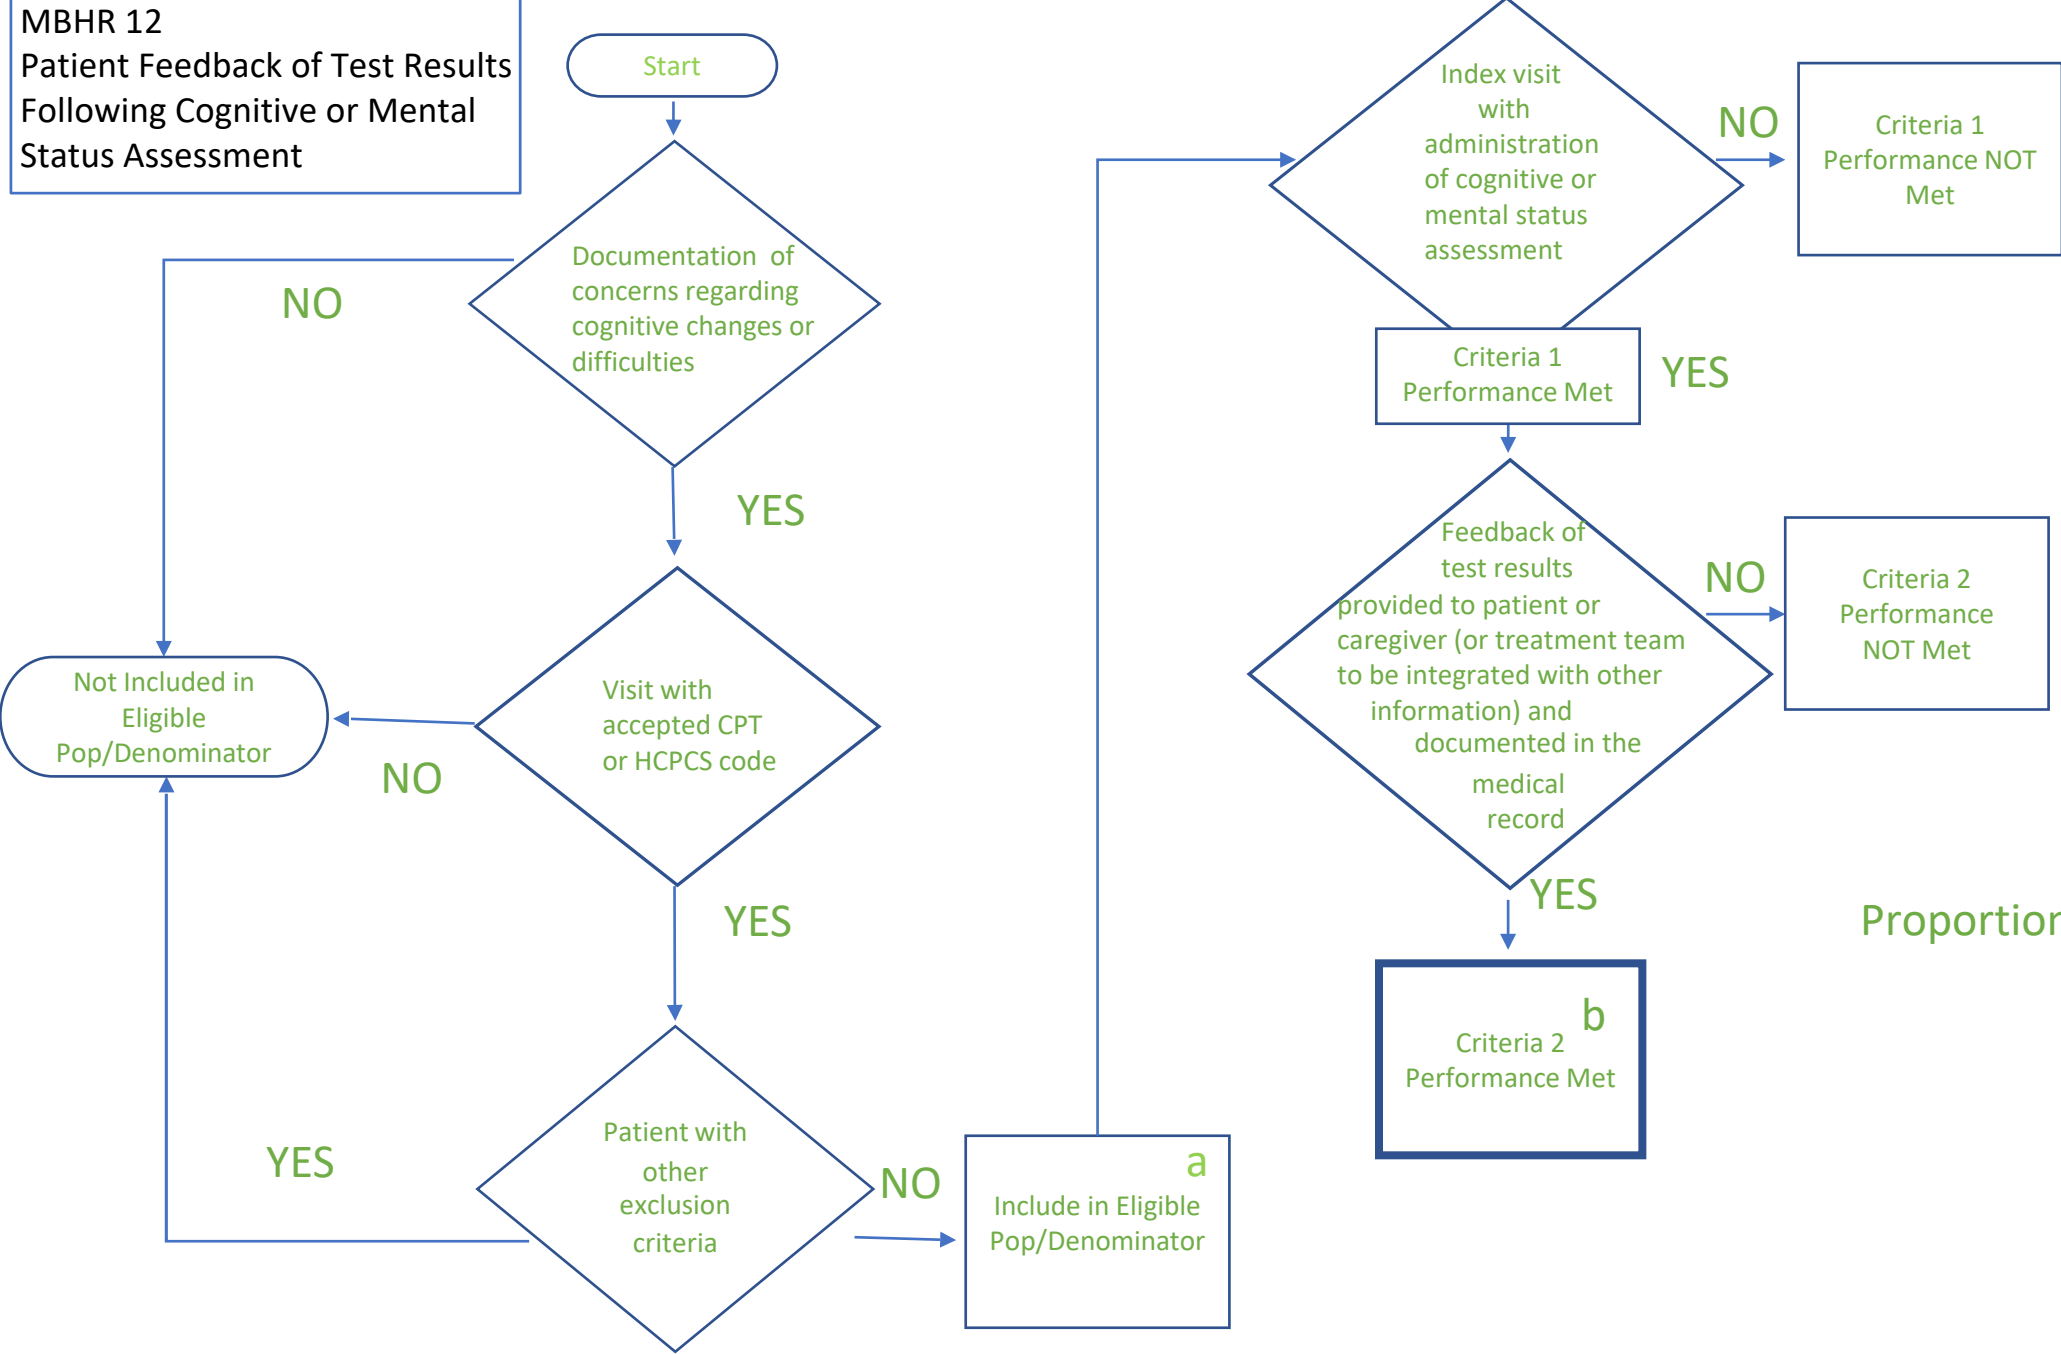 MBHR 12
Patient Feedback of Test Results
Following Cognitive or Mental
Status Assessment
Start
Documentation of
concerns regarding
cognitive changes or
difficulties
NO
YES
Visit with
accepted CPT
or HCPCS code
NO
Not Included in
Eligible
Pop/Denominator
YES
Patient with
other
exclusion
criteria
YES
NO
a
Include in Eligible
Pop/Denominator
Index visit
with
administration
of cognitive or
mental status
assessment
NO
Criteria 1
Performance NOT
Met
Criteria 1
Performance Met
YES
Feedback of
test results
provided to patient or
caregiver (or treatment team
to be integrated with other
information) and
documented in the
medical
record
NO
Criteria 2
Performance
NOT Met
YES
Proportion
b
Criteria 2
Performance Met